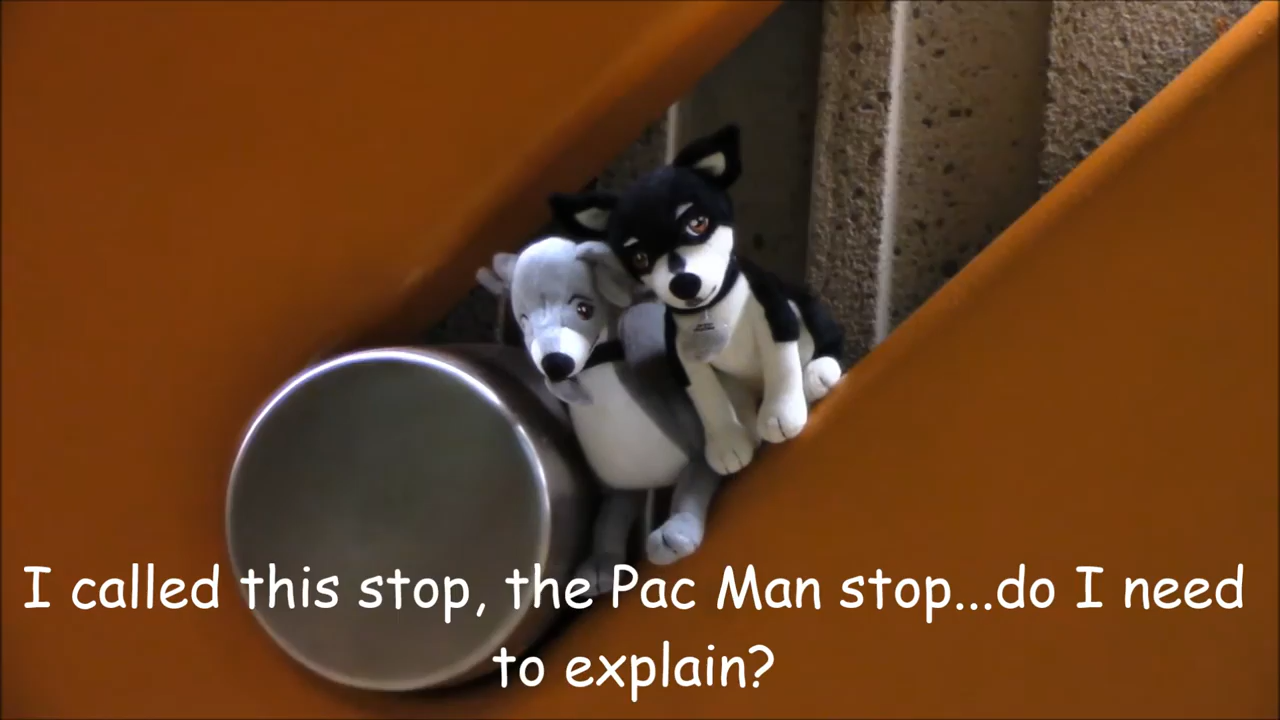 I called this stop, the Pac Man stop...do I need
to explain?